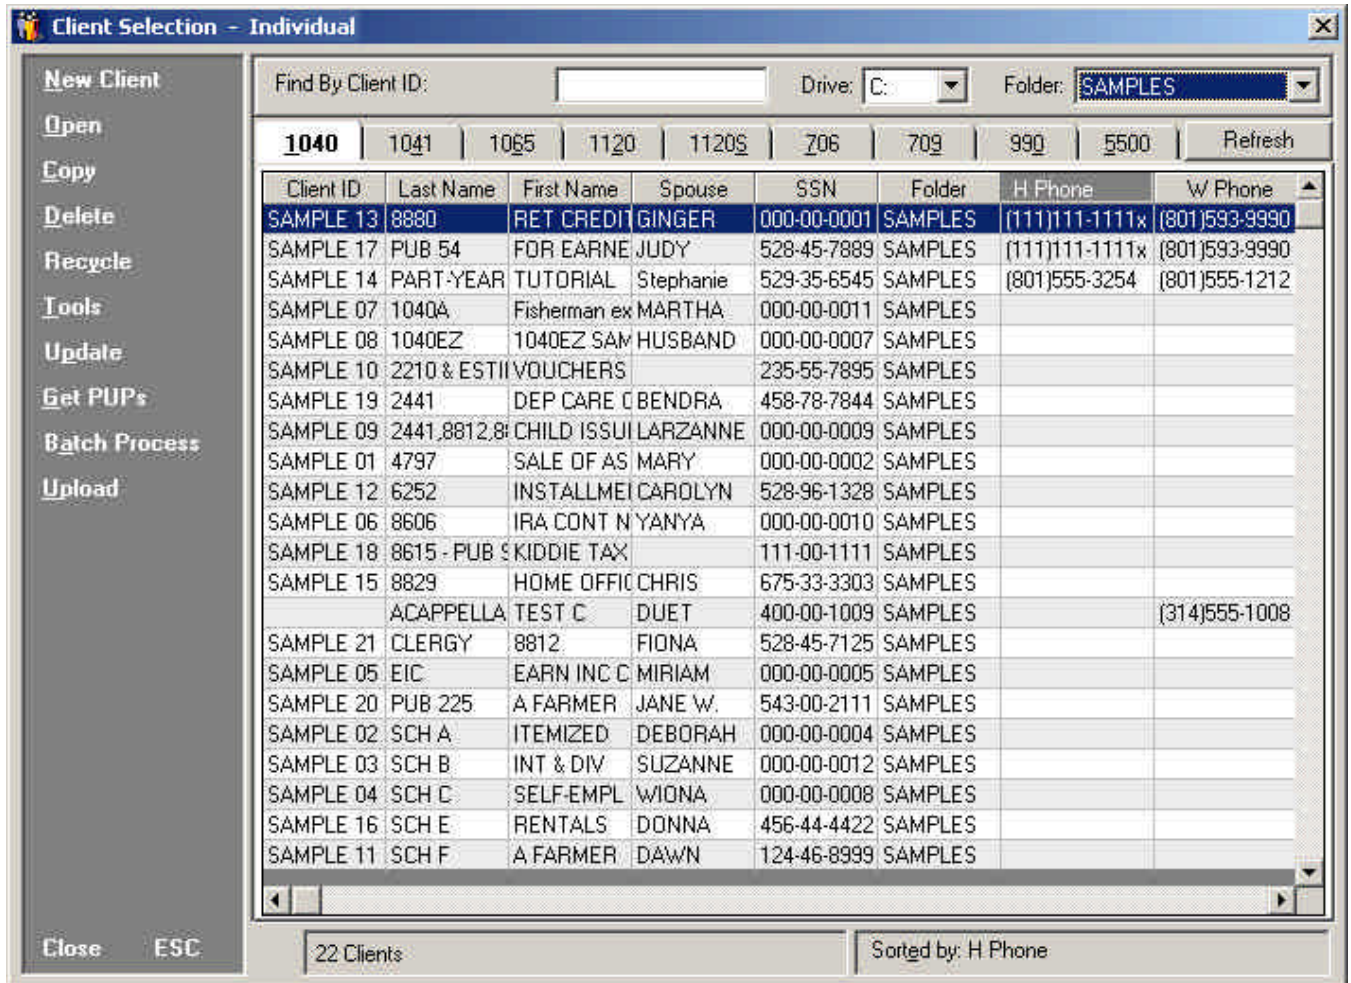 Client Selection - Individual
New Client
Open
Copy
Delete
Recycle
Tools
Update
Get PUPs
Batch Process
Upload
Close ESC
Find By Client ID: Drive: C: Folder: SAMPLES
1040 1041 1065 1120 1120S 706 709 990 5500 Refresh
Client ID Last Name First Name Spouse SSN Folder H Phone W Phone
SAMPLE 13 8880 RET CREDIT GINGER 000-00-0001 SAMPLES (111)111-1111x (801)593-9990
SAMPLE 17 PUB 54 FOR EARNE JUDY 528-45-7889 SAMPLES (111)111-1111x (801)593-9990
SAMPLE 14 PART-YEAR TUTORIAL Stephanie 529-35-6545 SAMPLES (801)555-3254 (801)555-1212
SAMPLE 07 1040A Fisherman ex MARTHA 000-00-0011 SAMPLES
SAMPLE 08 1040EZ 1040EZ SAM HUSBAND 000-00-0007 SAMPLES
SAMPLE 10 2210 & ESTI VOUCHERS 235-55-7895 SAMPLES
SAMPLE 19 2441 DEP CARE C BENDRA 458-78-7844 SAMPLES
SAMPLE 09 2441,8812,8 CHILD ISSU LARZANNE 000-00-0009 SAMPLES
SAMPLE 01 4797 SALE OF AS MARY 000-00-0002 SAMPLES
SAMPLE 12 6252 INSTALLME CAROLYN 528-96-1328 SAMPLES
SAMPLE 06 8606 IRA CONT N YANYA 000-00-0010 SAMPLES
SAMPLE 18 8615 - PUB S KIDDIE TAX 111-00-1111 SAMPLES
SAMPLE 15 8829 HOME OFFIC CHRIS 675-33-3303 SAMPLES
ACAPPELLA TEST C DUET 400-00-1009 SAMPLES (314)555-1008
SAMPLE 21 CLERGY 8812 FIONA 528-45-7125 SAMPLES
SAMPLE 05 EIC EARN INC C MIRIAM 000-00-0005 SAMPLES
SAMPLE 20 PUB 225 A FARMER JANE W. 543-00-2111 SAMPLES
SAMPLE 02 SCH A ITEMIZED DEBORAH 000-00-0004 SAMPLES
SAMPLE 03 SCH B INT & DIV SUZANNE 000-00-0012 SAMPLES
SAMPLE 04 SCH C SELF-EMPL WIONA 000-00-0008 SAMPLES
SAMPLE 16 SCH E RENTALS DONNA 456-44-4422 SAMPLES
SAMPLE 11 SCH F A FARMER DAWN 124-46-8999 SAMPLES
22 Clients Sorted by: H Phone